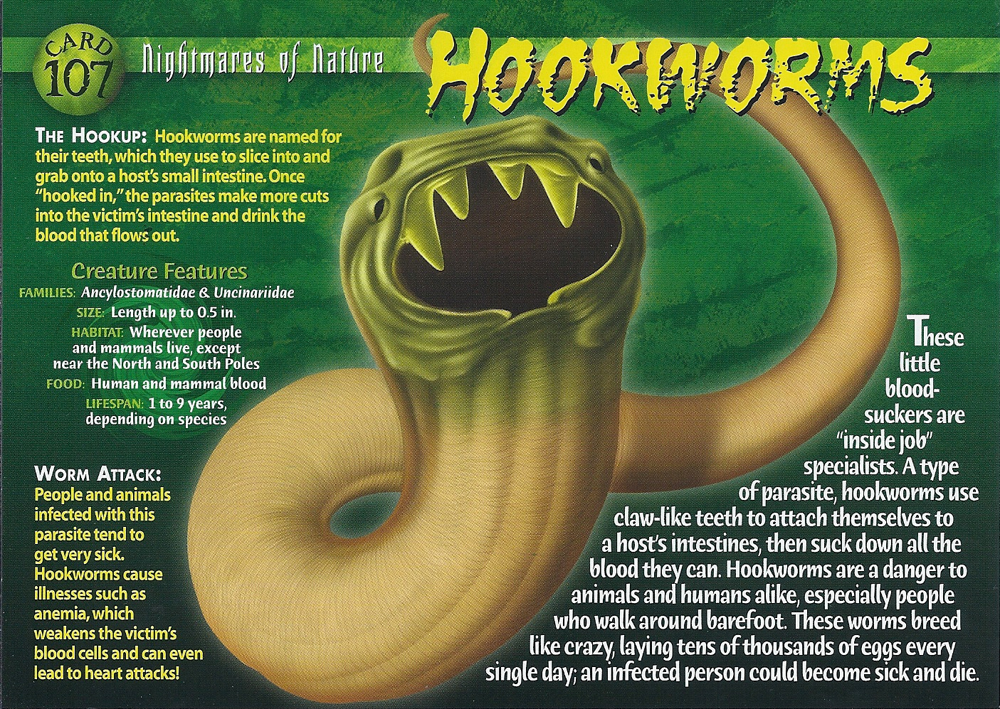 CARD
107
Nightmares of Nature
HOOKWORMS
THE HOOKUP: Hookworms are named for
their teeth, which they use to slice into and
grab onto a host's small intestine. Once
"hooked in," the parasites make more cuts
into the victim's intestine and drink the
blood that flows out.
Creature Features
FAMILIES: Ancylostomatidae & Uncinariidae
SIZE: Length up to 0.5 in.
HABITAT: Wherever people
and mammals live, except
near the North and South Poles
FOOD: Human and mammal blood
LIFESPAN: 1 to 9 years,
depending on species
WORM ATTACK:
People and animals
infected with this
parasite tend to
get very sick.
Hookworms cause
illnesses such as
anemia, which
weakens the victim's
blood cells and can even
lead to heart attacks!
These
little
blood-
suckers are
"inside job"
specialists. A type
of parasite, hookworms use
claw-like teeth to attach themselves to
a host's intestines, then suck down all the
blood they can. Hookworms are a danger to
animals and humans alike, especially people
who walk around barefoot. These worms breed
like crazy, laying tens of thousands of eggs every
single day; an infected person could become sick and die.